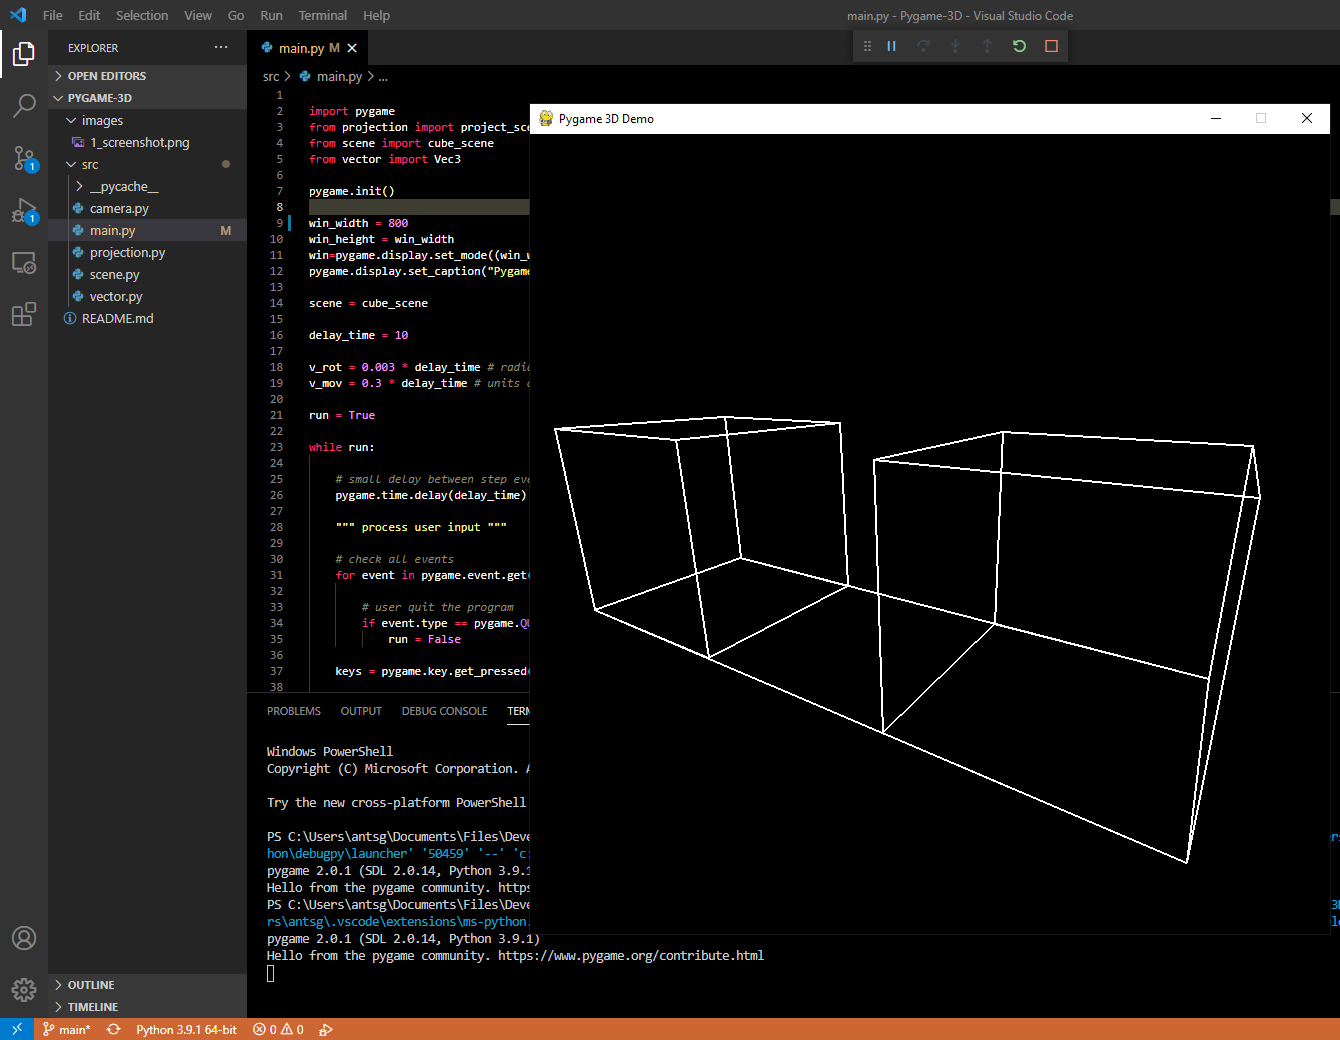 File Edit Selection View Go Run Terminal Help
main.py - Pygame-3D - Visual Studio Code
EXPLORER
OPEN EDITORS
PYGAME-3D
images
1_screenshot.png
src
__pycache__
camera.py
main.py M
projection.py
scene.py
vector.py
README.md
OUTLINE
TIMELINE
main.py M
src > main.py > ...
1
2 import pygame
3 from projection import project_sce
4 from scene import cube_scene
5 from vector import Vec3
6
7 pygame.init()
8
9 win_width = 800
10 win_height = win_width
11 win=pygame.display.set_mode((win_w
12 pygame.display.set_caption("Pygame
13
14 scene = cube_scene
15
16 delay_time = 10
17
18 v_rot = 0.003 * delay_time # radia
19 v_mov = 0.3 * delay_time # units
20
21 run = True
22
23 while run:
24
25 # small delay between step eve
26 pygame.time.delay(delay_time)
27
28 """ process user input """
29
30 # check all events
31 for event in pygame.event.get(
32
33 # user quit the program
34 if event.type == pygame.QU
35 run = False
36
37 keys = pygame.key.get_pressed(
38
Pygame 3D Demo
PROBLEMS OUTPUT DEBUG CONSOLE TERM
Windows PowerShell
Copyright (C) Microsoft Corporation. A
Try the new cross-platform PowerShell
PS C:\Users\antsg\Documents\Files\Deve
hon\debugpy\launcher' '50459' '--' 'c:
pygame 2.0.1 (SDL 2.0.14, Python 3.9.1
Hello from the pygame community. https
PS C:\Users\antsg\Documents\Files\Deve
rs\antsg\.vscode\extensions\ms-python.
pygame 2.0.1 (SDL 2.0.14, Python 3.9.1)
Hello from the pygame community. https://www.pygame.org/contribute.html
main* Python 3.9.1 64-bit 0 0
1
1